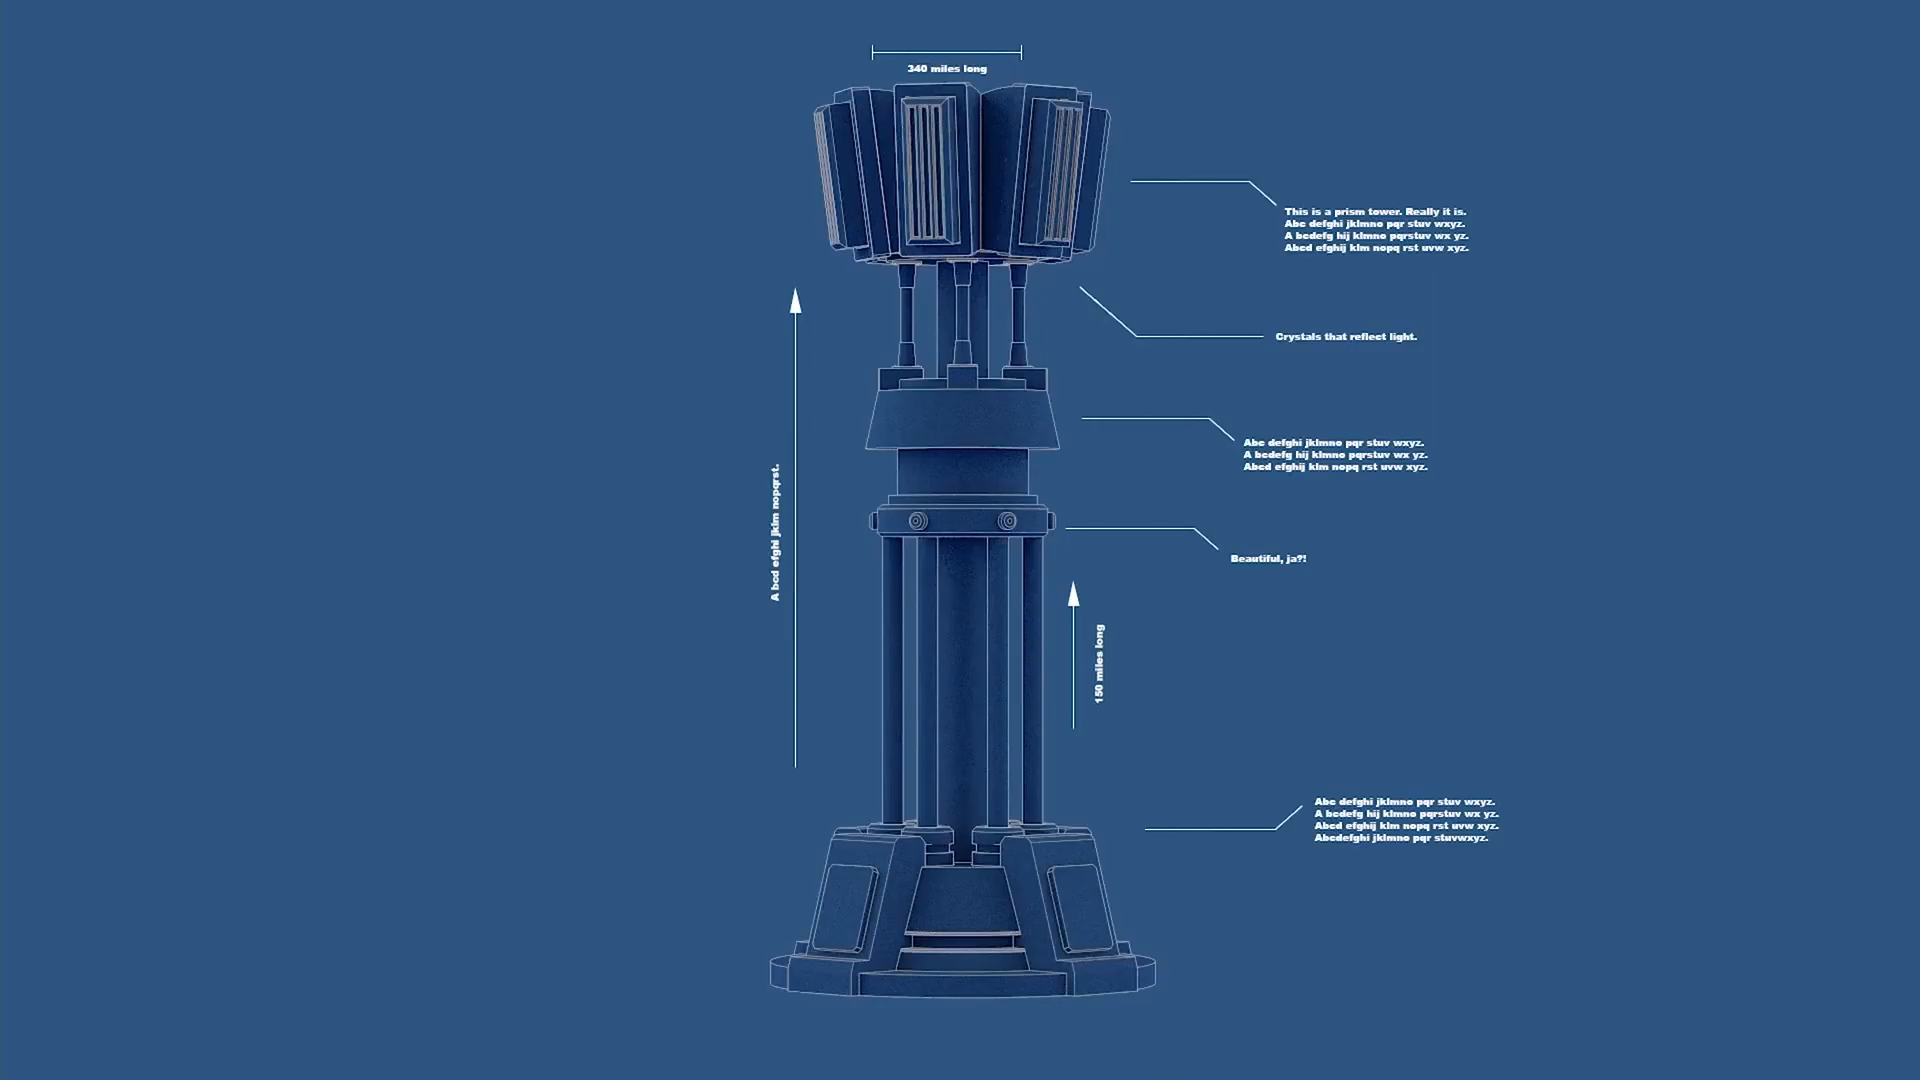 340 miles long
This is a prism tower. Really it is.
Abc defghi jklmno pqr stuv wxyz.
A bcdefg hij klmno pqrstuv wx yz.
Abcd efghij klm nopq rst uvw xyz.
Crystals that reflect light.
Abc defghi jklmno pqr stuv wxyz.
A bcdefg hij klmno pqrstuv wx yz.
Abcd efghij klm nopq rst uvw xyz.
A bcd efghi jklm nopqrst.
Beautiful, ja?!
150 miles long
Abc defghi jklmno pqr stuv wxyz.
A bcdefg hij klmno pqrstuv wx yz.
Abcd efghij klm nopq rst uvw xyz.
Abcdefghi jklmno pqr stuvwxyz.